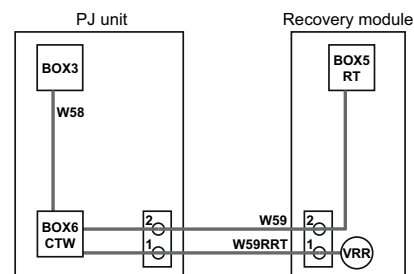 PJ unit
Recovery module
BOX3
BOX5
RT
W58
W59
BOX6
CTW
2
2
W59RRT
1
1
VRR